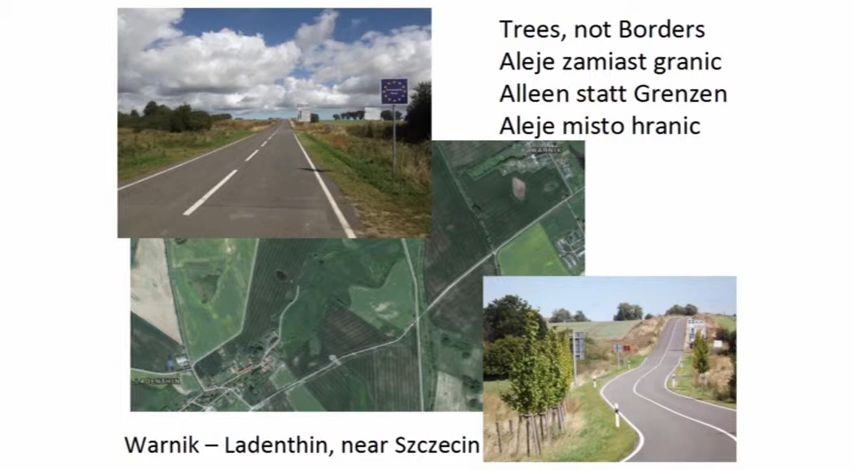 Trees, not Borders
Aleje zamiast granic
Alleen statt Grenzen
Aleje misto hranic
Warnik – Ladenthin, near Szczecin